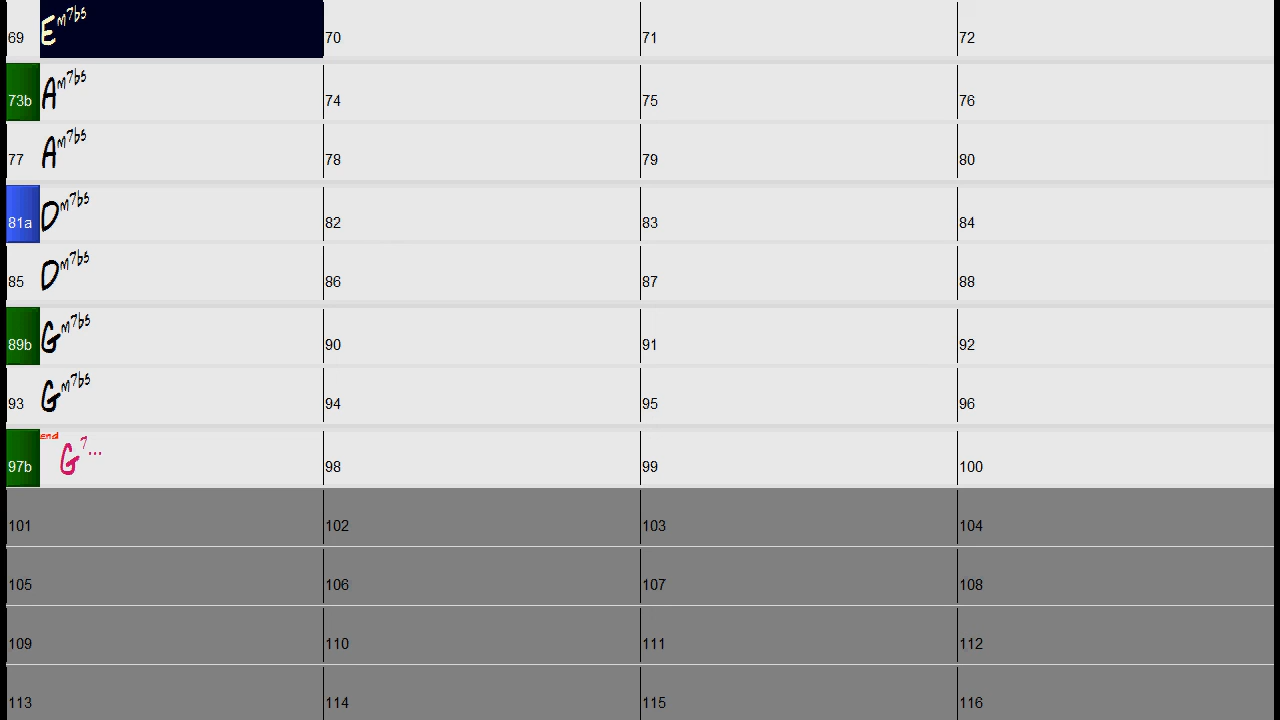 69 Em7b5 70 71 72
73b Am7b5 74 75 76
77 Am7b5 78 79 80
81a Dm7b5 82 83 84
85 Dm7b5 86 87 88
89b Gm7b5 90 91 92
93 Gm7b5 94 95 96
97b End G7... 98 99 100
101 102 103 104
105 106 107 108
109 110 111 112
113 114 115 116